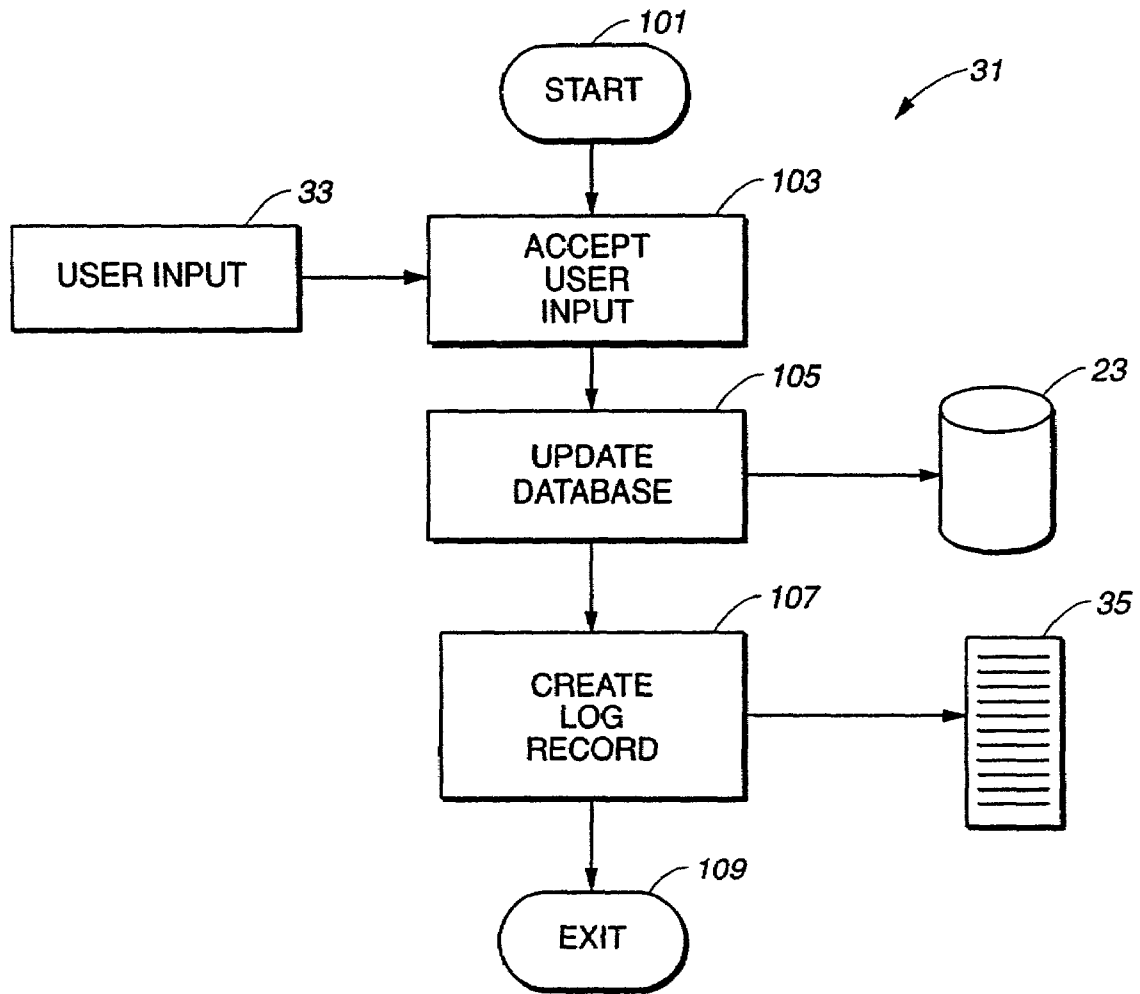 101
START
31
33
103
USER INPUT
ACCEPT
USER
INPUT
105
23
UPDATE
DATABASE
107
35
CREATE
LOG
RECORD
109
EXIT